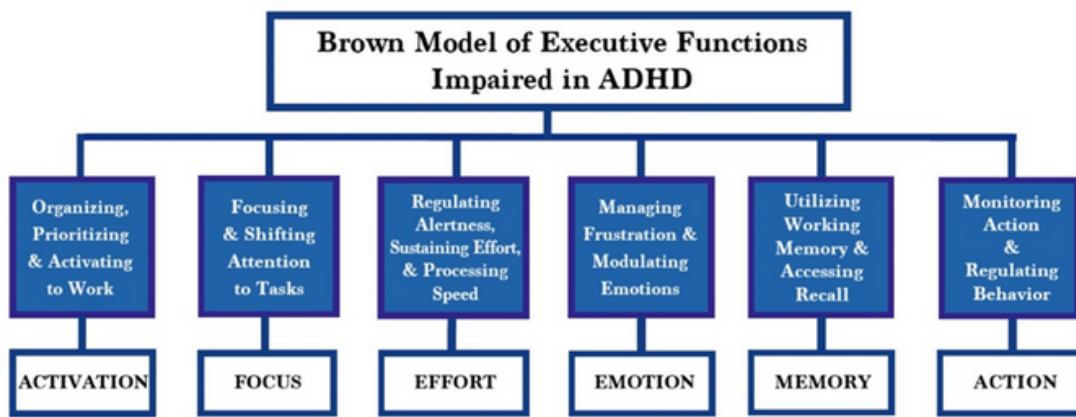 Brown Model of Executive Functions
Impaired in ADHD
Organizing,
Prioritizing
& Activating
to Work
Focusing
& Shifting
Attention
to Tasks
Regulating
Alertness,
Sustaining Effort,
& Processing
Speed
Managing
Frustration &
Modulating
Emotions
Utilizing
Working
Memory &
Accessing
Recall
Monitoring
Action
&
Regulating
Behavior
ACTIVATION
FOCUS
EFFORT
EMOTION
MEMORY
ACTION